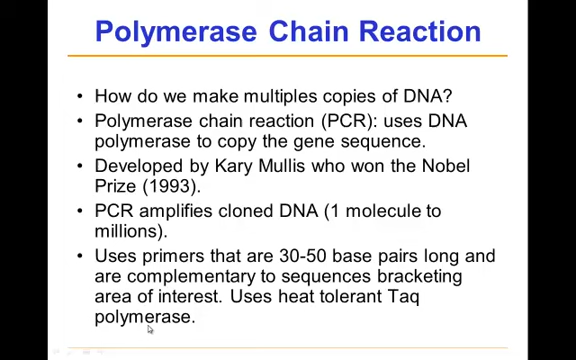 Polymerase Chain Reaction
• How do we make multiples copies of DNA?
• Polymerase chain reaction (PCR): uses DNA
polymerase to copy the gene sequence.
• Developed by Kary Mullis who won the Nobel
Prize (1993).
• PCR amplifies cloned DNA (1 molecule to
millions).
• Uses primers that are 30-50 base pairs long and
are complementary to sequences bracketing
area of interest. Uses heat tolerant Taq
polymerase.